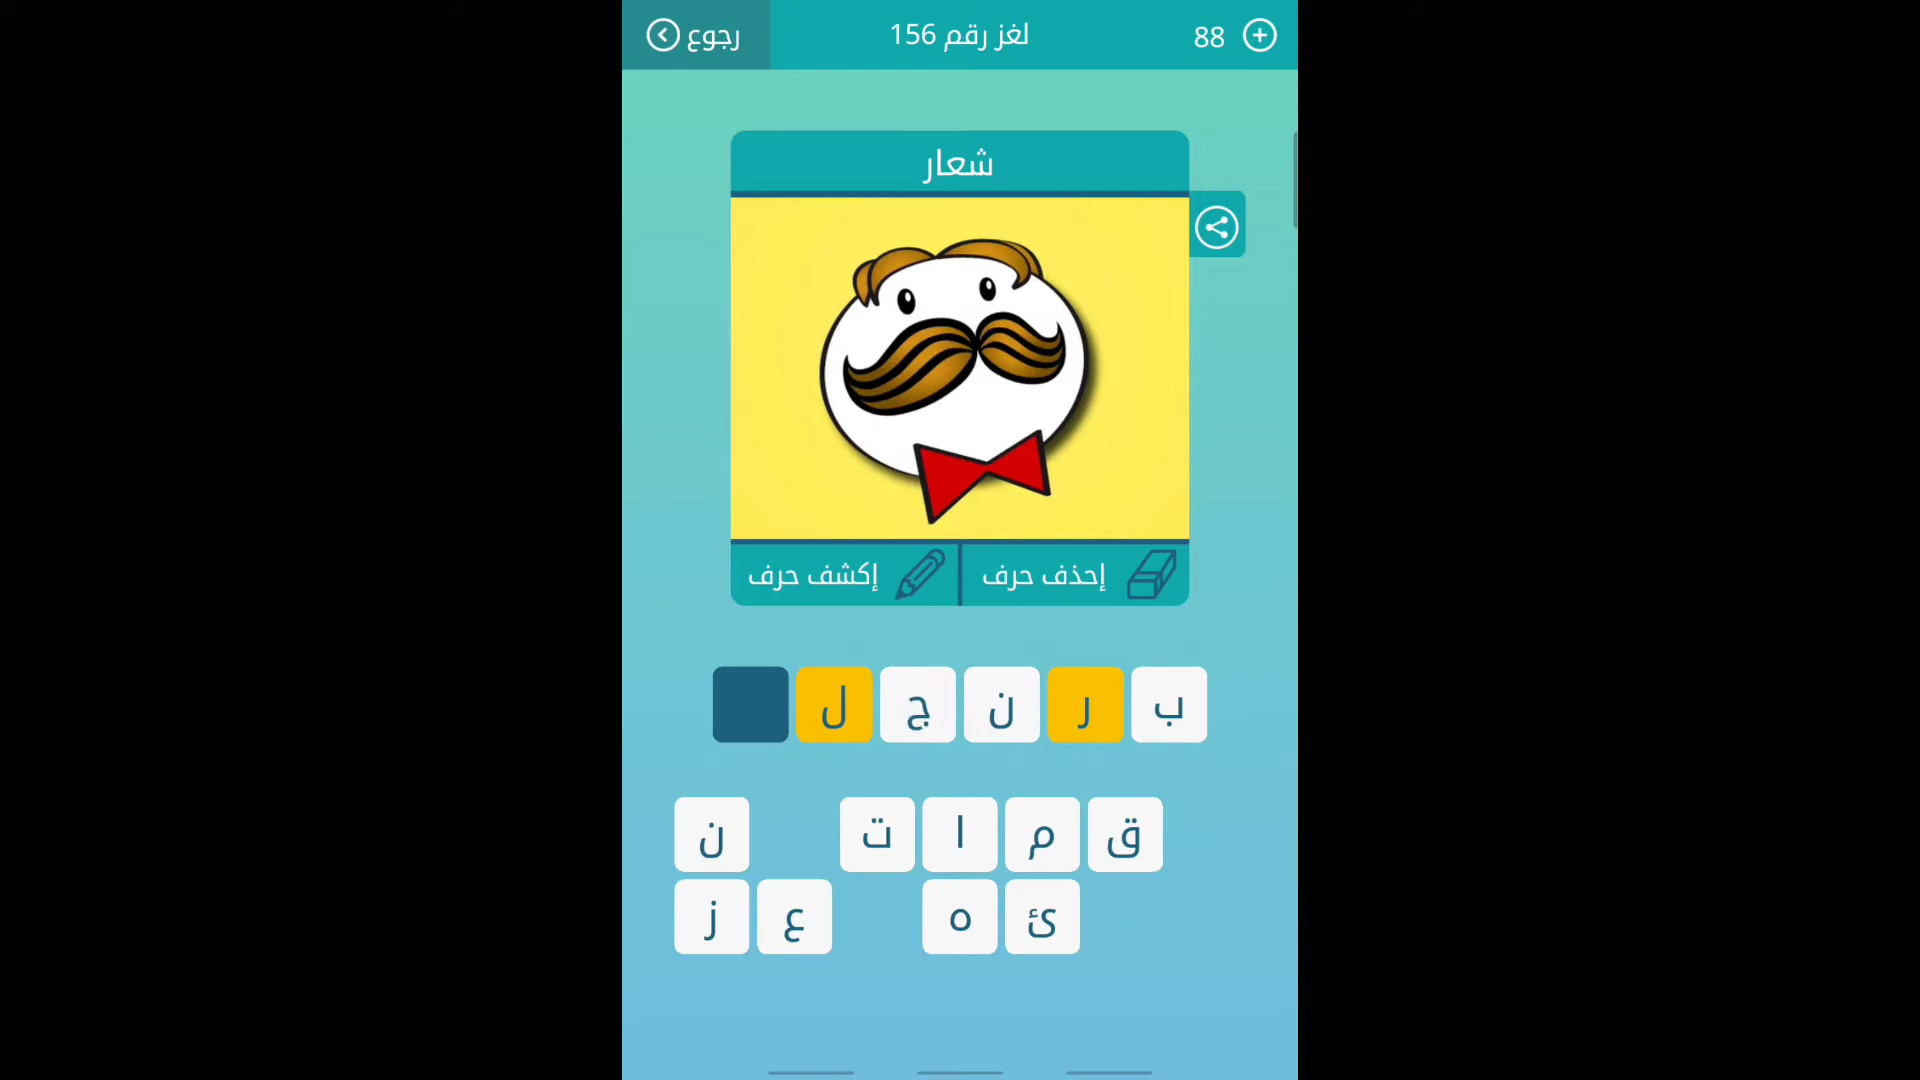 رجوع
لغز رقم 156
88
شعار
إحذف حرف
إكشف حرف
ب ر ن ج ل
ق م ا ت ن
ئ ه ع ز